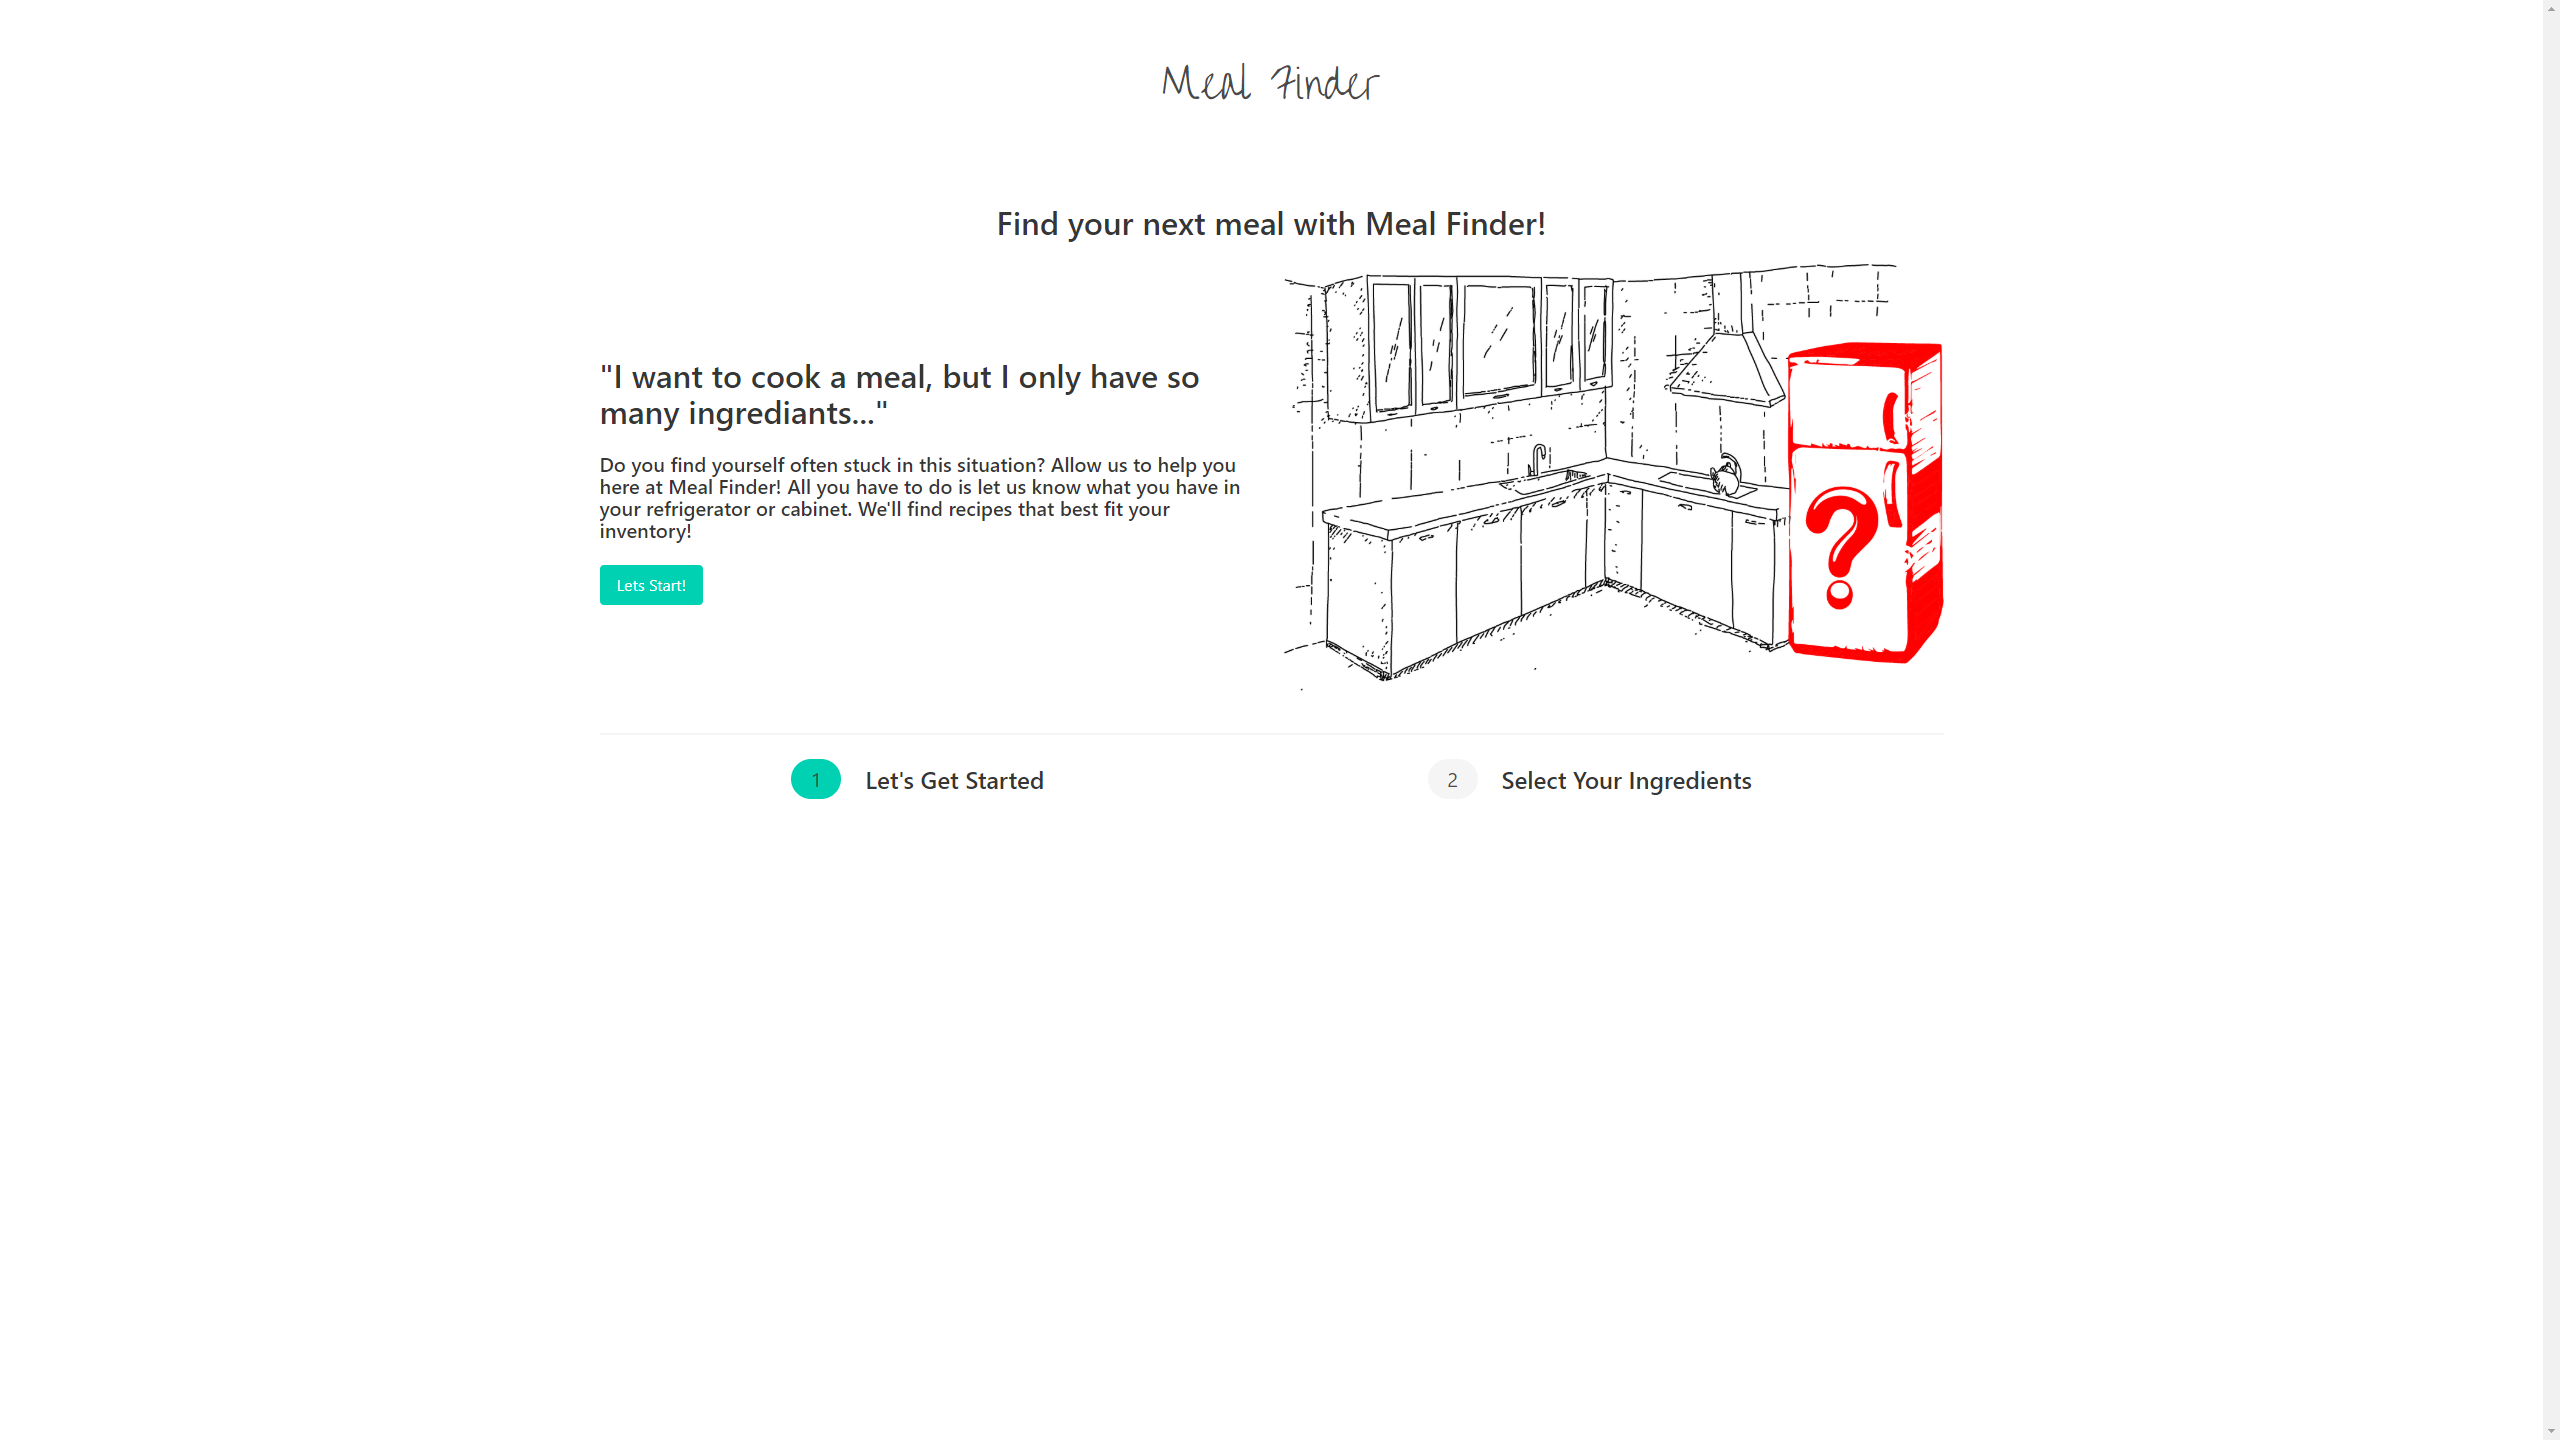 Meal Finder
Find your next meal with Meal Finder!
"I want to cook a meal, but I only have so
many ingrediants..."
Do you find yourself often stuck in this situation? Allow us to help you
here at Meal Finder! All you have to do is let us know what you have in
your refrigerator or cabinet. We'll find recipes that best fit your
inventory!
Lets Start!
?
1 Let's Get Started
2 Select Your Ingredients